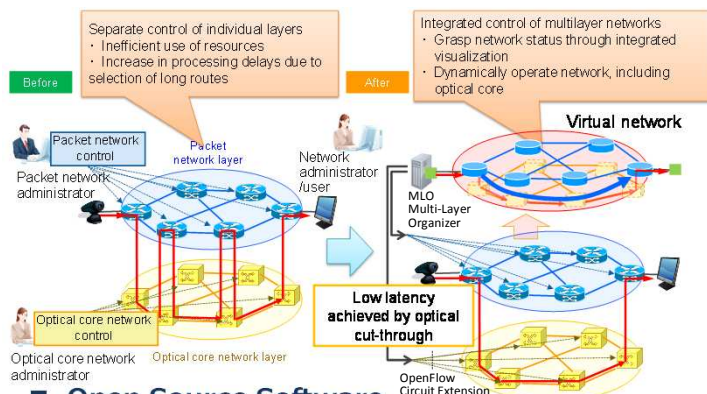 Separate control of individual layers
・ Inefficient use of resources
・ Increase in processing delays due to
selection of long routes
Before
Packet network
control
Packet network
administrator
Packet
network layer
Network
administrator
/user
Optical core network
control
Optical core network
administrator
Optical core network layer
Integrated control of multilayer networks
・ Grasp network status through integrated
visualization
・ Dynamically operate network, including
optical core
After
Virtual network
MLO
Multi-Layer
Organizer
Low latency
achieved by optical
cut-through
OpenFlow
Circuit Extension
Open Source Software